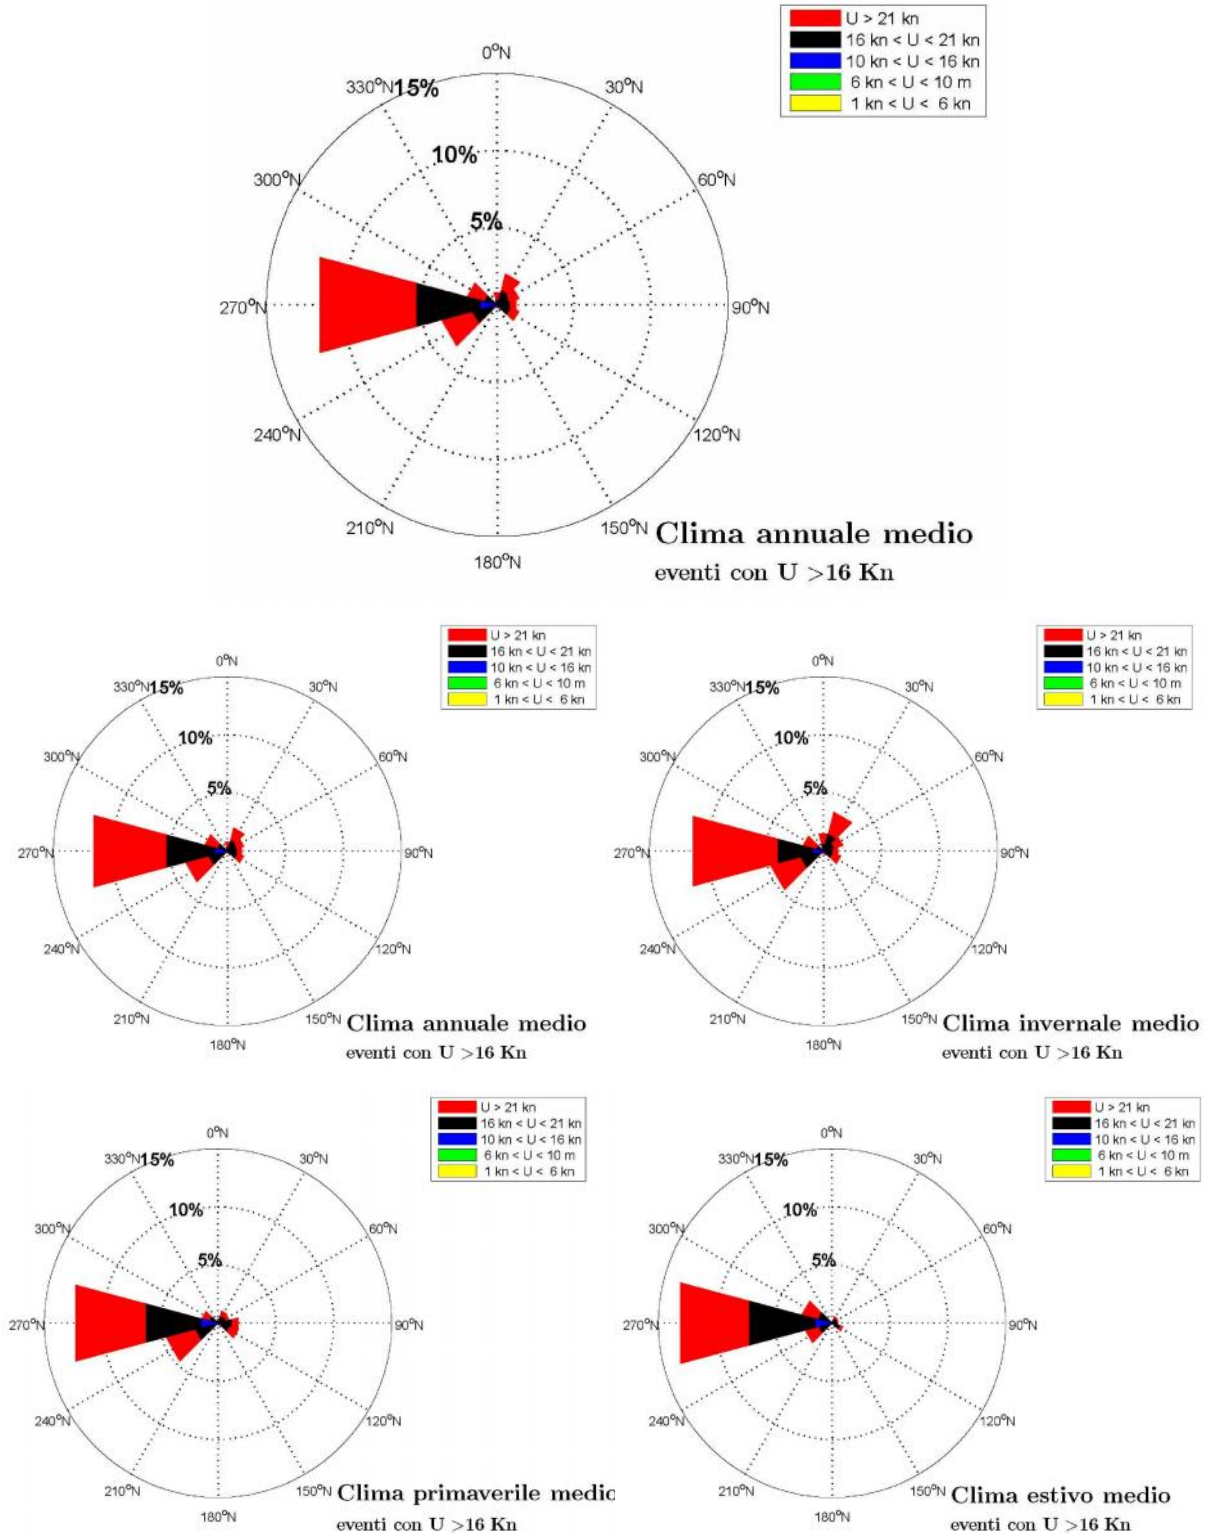 U > 21 kn
16 kn < U < 21 kn
10 kn < U < 16 kn
6 kn < U < 10 m
1 kn < U < 6 kn
0°N
330°N 15%
30°N
10%
300°N
60°N
5%
270°N
90°N
240°N
120°N
210°N
150°N
180°N
Clima annuale medio
eventi con U >16 Kn
U > 21 kn
16 kn < U < 21 kn
10 kn < U < 16 kn
6 kn < U < 10 m
1 kn < U < 6 kn
0°N
330°N 15%
30°N
10%
300°N
60°N
5%
270°N
90°N
240°N
120°N
210°N
150°N
180°N
Clima annuale medio
eventi con U >16 Kn
U > 21 kn
16 kn < U < 21 kn
10 kn < U < 16 kn
6 kn < U < 10 m
1 kn < U < 6 kn
0°N
330°N 15%
30°N
10%
300°N
60°N
5%
270°N
90°N
240°N
120°N
210°N
150°N
180°N
Clima invernale medio
eventi con U >16 Kn
U > 21 kn
16 kn < U < 21 kn
10 kn < U < 16 kn
6 kn < U < 10 m
1 kn < U < 6 kn
0°N
330°N 15%
30°N
10%
300°N
60°N
5%
270°N
90°N
240°N
120°N
210°N
150°N
180°N
Clima primaverile medio
eventi con U >16 Kn
U > 21 kn
16 kn < U < 21 kn
10 kn < U < 16 kn
6 kn < U < 10 m
1 kn < U < 6 kn
0°N
330°N 15%
30°N
10%
300°N
60°N
5%
270°N
90°N
240°N
120°N
210°N
150°N
180°N
Clima estivo medio
eventi con U >16 Kn